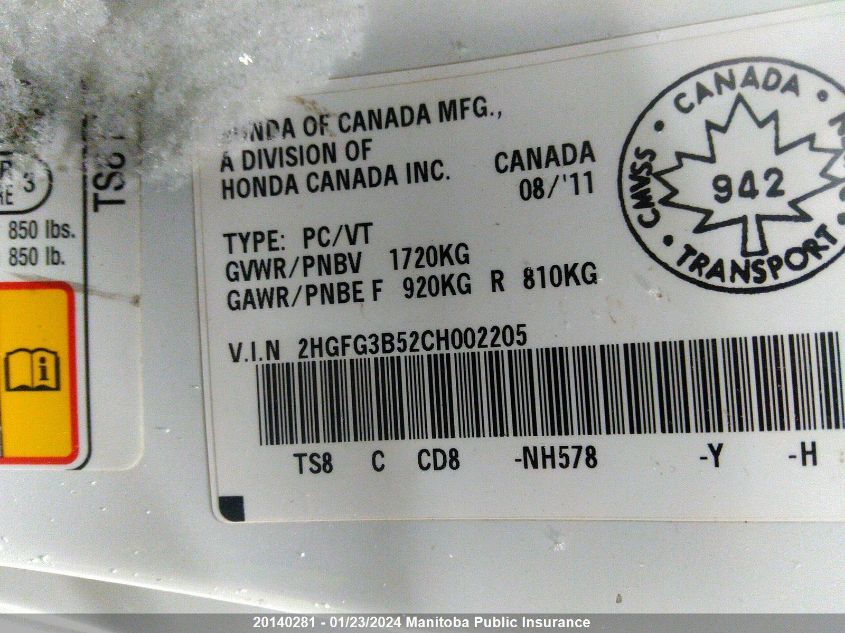 HONDA OF CANADA MFG.,
A DIVISION OF
HONDA CANADA INC.
CANADA
08/'11
TYPE: PC/VT
GVWR/PNBV 1720KG
GAWR/PNBE F 920KG R 810KG
V.I.N 2HGFG3B52CH002205
TS8 C CD8 -NH578 -Y -H
CANADA
CMVSS
942
TRANSPORT
3
850 lbs.
850 lb.
TS8
20140281 - 01/23/2024 Manitoba Public Insurance